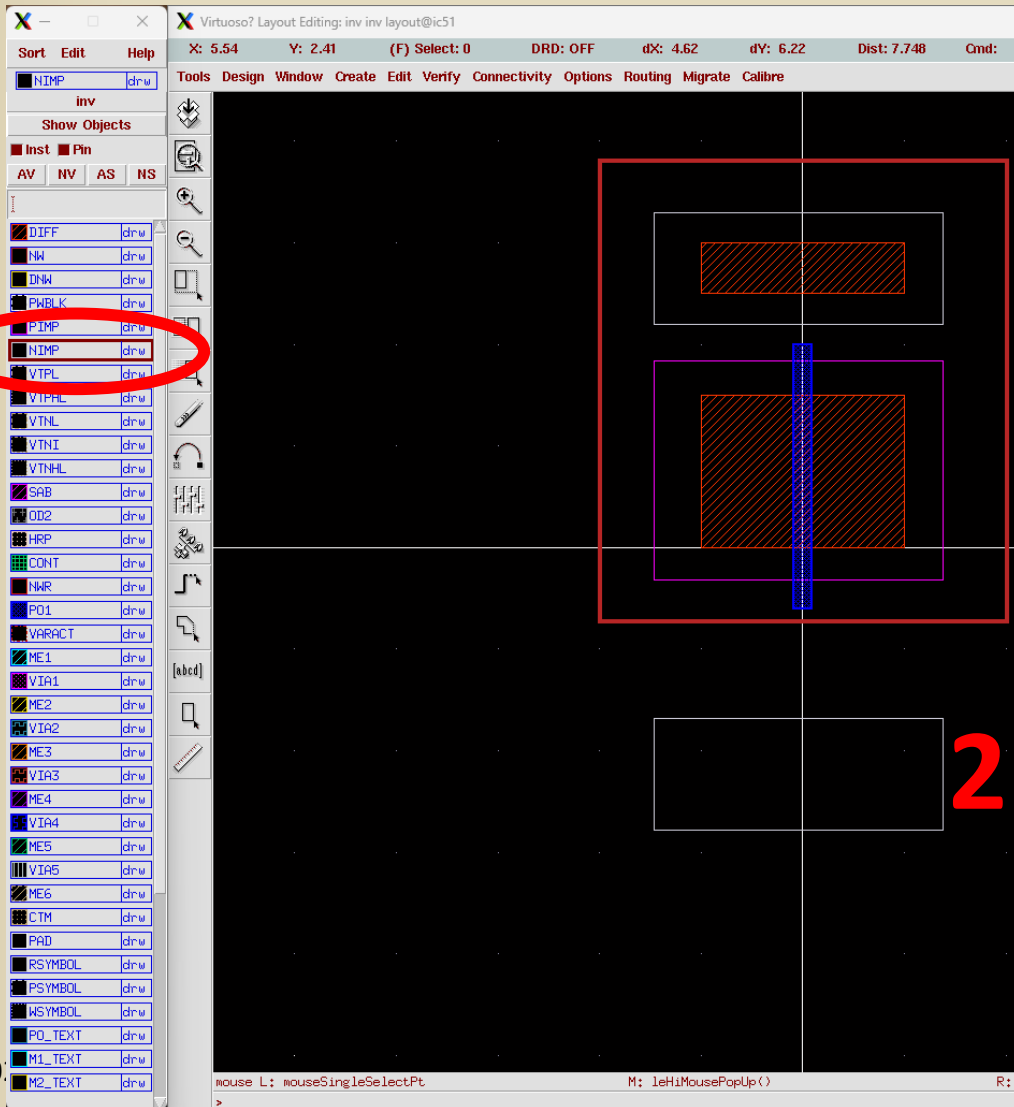 Virtuoso? Layout Editing: inv inv layout@ic51
Sort Edit Help
X: 5.54 Y: 2.41 (F) Select: 0 DRD: OFF dX: 4.62 dY: 6.22 Dist: 7.748 Cmd:
NIMP drw
Tools Design Window Create Edit Verify Connectivity Options Routing Migrate Calibre
inv
Show Objects
Inst Pin
AV NV AS NS
DIFF drw
NW drw
DNW drw
PWBLK drw
PIMP drw
NIMP drw
VTPL drw
VTPHL drw
VTNL drw
VTNI drw
VTNHL drw
SAB drw
OD2 drw
HRP drw
CONT drw
NWR drw
PO1 drw
VARACT drw
ME1 drw
VIA1 drw
ME2 drw
VIA2 drw
ME3 drw
VIA3 drw
ME4 drw
VIA4 drw
ME5 drw
VIA5 drw
ME6 drw
CTM drw
PAD drw
RSYMBOL drw
PSYMBOL drw
WSYMBOL drw
PO_TEXT drw
M1_TEXT drw
M2_TEXT drw
[abcd]
2
mouse L: mouseSingleSelectPt M: leHiMousePopUp() R:
>